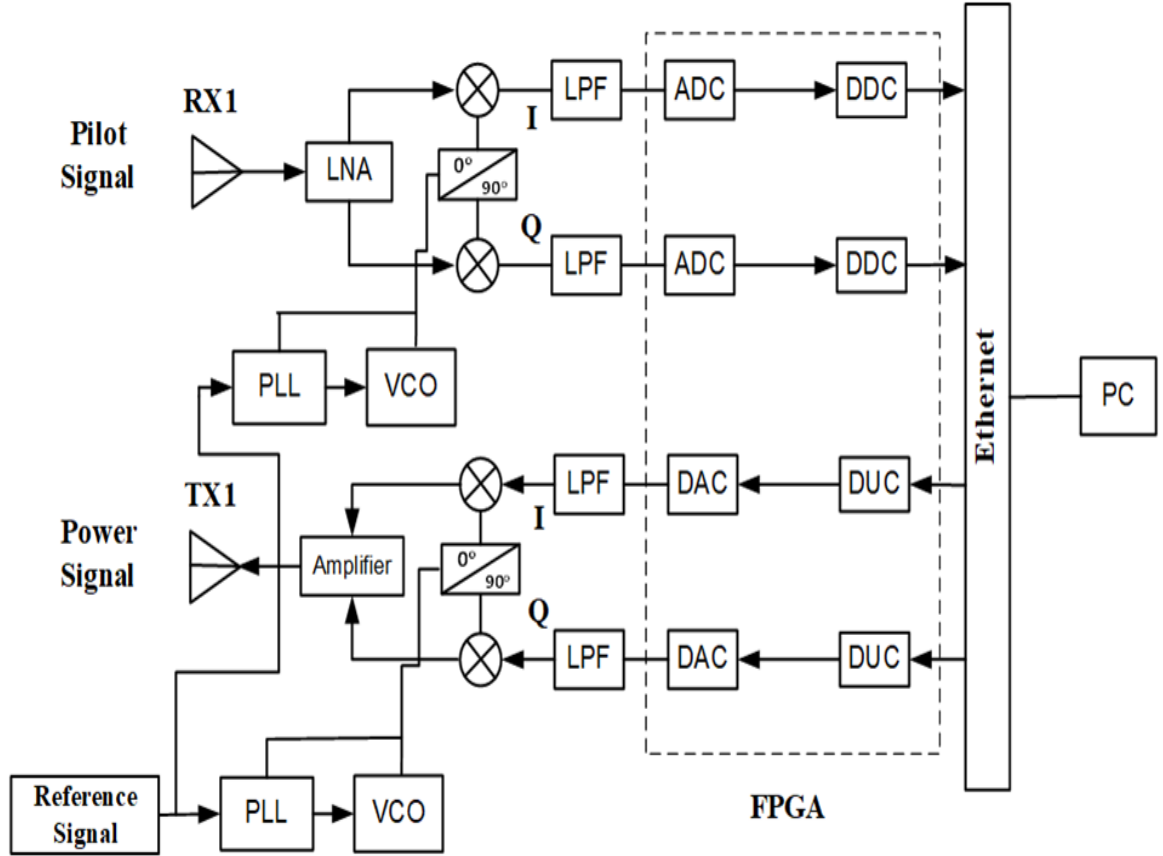 RX1
Pilot
Signal
LNA
0°
90°
I
LPF
ADC
DDC
Q
LPF
ADC
DDC
PLL
VCO
Ethernet
PC
TX1
Power
Signal
Amplifier
0°
90°
I
LPF
DAC
DUC
Q
LPF
DAC
DUC
Reference
Signal
PLL
VCO
FPGA